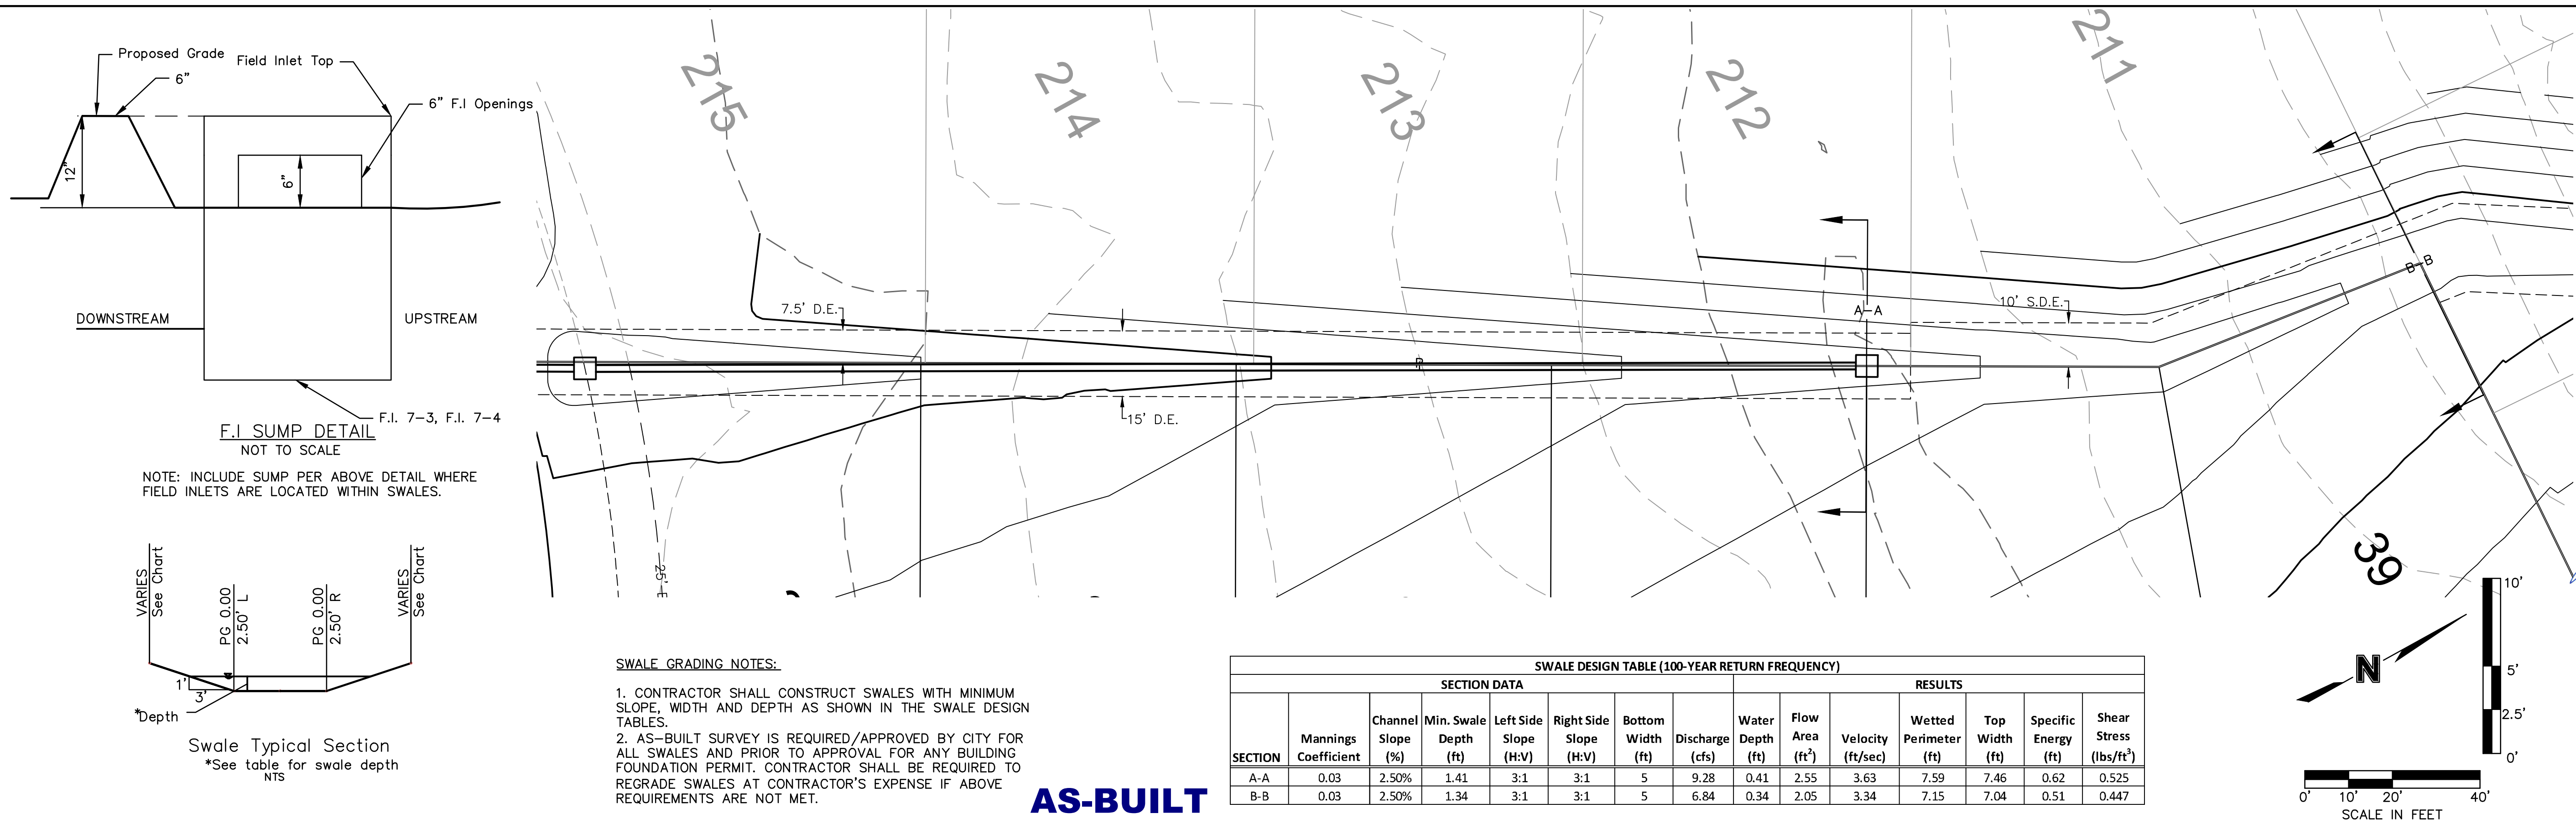 Proposed Grade
Field Inlet Top
6"
6" F.I Openings
12"
6"
DOWNSTREAM
UPSTREAM
F.I. 7-3, F.I. 7-4
F.I SUMP DETAIL
NOT TO SCALE
NOTE: INCLUDE SUMP PER ABOVE DETAIL WHERE
FIELD INLETS ARE LOCATED WITHIN SWALES.
VARIES
See Chart
PG 0.00
2.50' L
PG 0.00
2.50' R
VARIES
See Chart
1'
3'
*Depth
Swale Typical Section
*See table for swale depth
NTS
215
214
213
212
211
7.5' D.E.
15' D.E.
A-A
10' S.D.E.
B-B
25'
39
SWALE GRADING NOTES:
1. CONTRACTOR SHALL CONSTRUCT SWALES WITH MINIMUM
SLOPE, WIDTH AND DEPTH AS SHOWN IN THE SWALE DESIGN
TABLES.
2. AS-BUILT SURVEY IS REQUIRED/APPROVED BY CITY FOR
ALL SWALES AND PRIOR TO APPROVAL FOR ANY BUILDING
FOUNDATION PERMIT. CONTRACTOR SHALL BE REQUIRED TO
REGRADE SWALES AT CONTRACTOR'S EXPENSE IF ABOVE
REQUIREMENTS ARE NOT MET.
AS-BUILT
SWALE DESIGN TABLE (100-YEAR RETURN FREQUENCY)
SECTION DATA RESULTS
SECTION Mannings Coefficient Channel Slope (%) Min. Swale Depth (ft) Left Side Slope (H:V) Right Side Slope (H:V) Bottom Width (ft) Discharge (cfs) Water Depth (ft) Flow Area (ft²) Velocity (ft/sec) Wetted Perimeter (ft) Top Width (ft) Specific Energy (ft) Shear Stress (lbs/ft³)
A-A 0.03 2.50% 1.41 3:1 3:1 5 9.28 0.41 2.55 3.63 7.59 7.46 0.62 0.525
B-B 0.03 2.50% 1.34 3:1 3:1 5 6.84 0.34 2.05 3.34 7.15 7.04 0.51 0.447
N
10'
5'
2.5'
0'
0' 10' 20' 40'
SCALE IN FEET